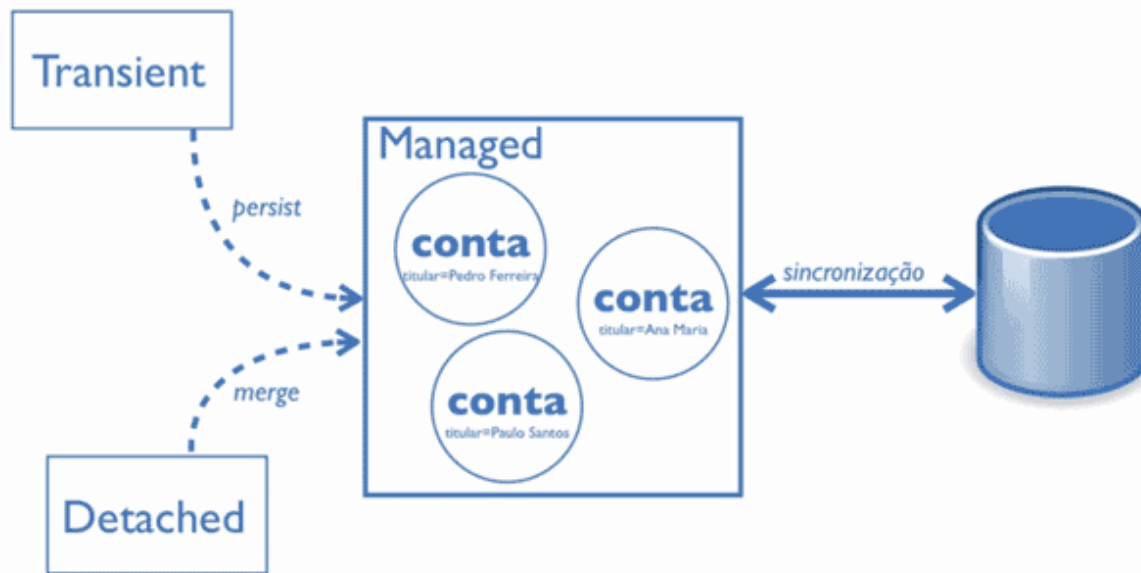 Transient
persist
Managed
conta
titular=Pedro Ferreira
conta
titular=Ana Maria
conta
titular=Paulo Santos
sincronização
merge
Detached